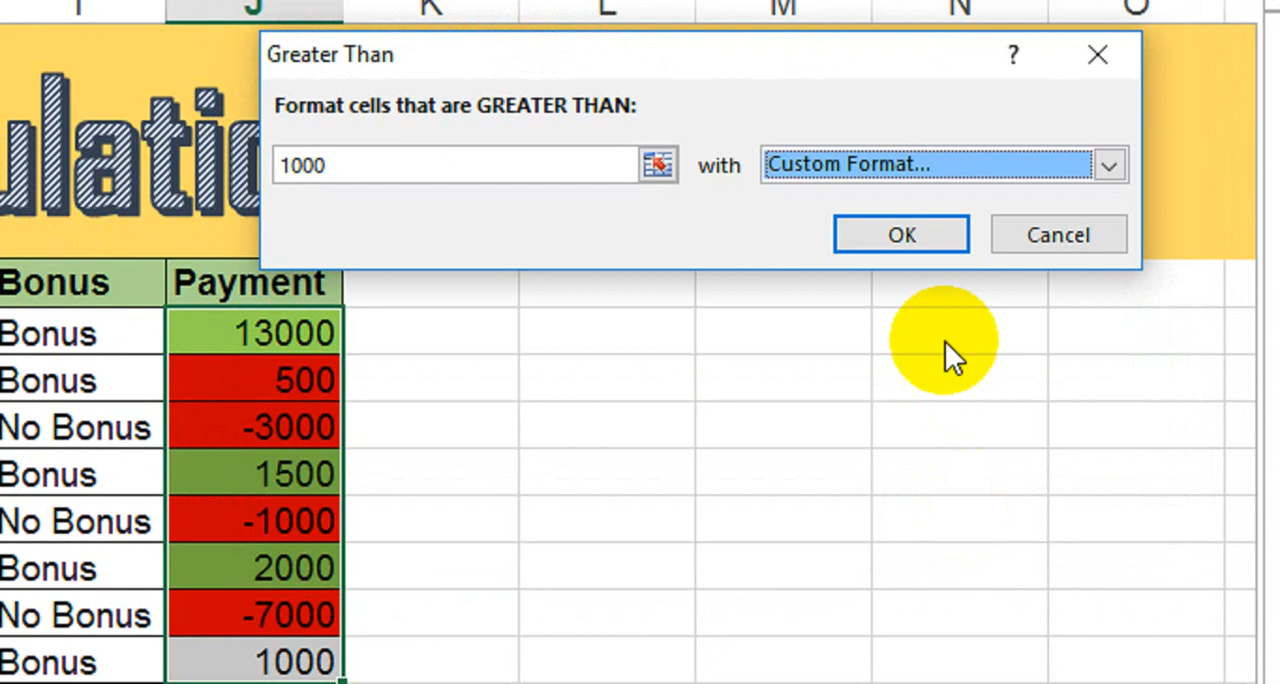 J K L M N O
Greater Than ? ×
Format cells that are GREATER THAN:
1000 with Custom Format...
OK Cancel
Bonus Payment
Bonus 13000
Bonus 500
No Bonus -3000
Bonus 1500
No Bonus -1000
Bonus 2000
No Bonus -7000
Bonus 1000